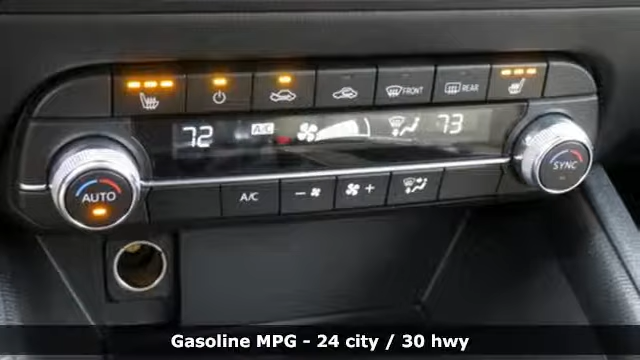 FRONT
REAR
72
A/C
73
AUTO
SYNC
A/C
- +
Gasoline MPG - 24 city / 30 hwy